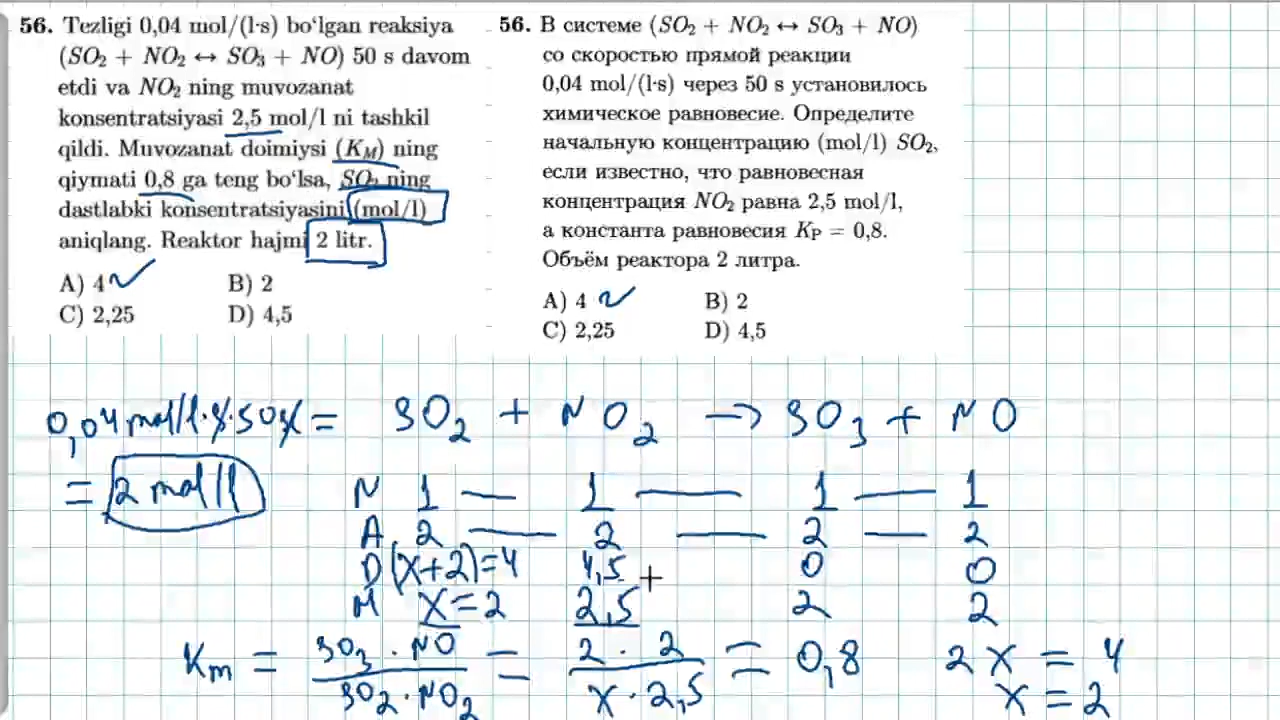 56. Tezligi 0,04 mol/(l·s) bo‘lgan reaksiya
(SO₂ + NO₂ ↔ SO₃ + NO) 50 s davom
etdi va NO₂ ning muvozanat
konsentratsiyasi 2,5 mol/l ni tashkil
qildi. Muvozanat doimiysi (K_M) ning
qiymati 0,8 ga teng bo‘lsa, SO₂ ning
dastlabki konsentratsiyasini (mol/l)
aniqlang. Reaktor hajmi 2 litr.
A) 4 ✓ B) 2
C) 2,25 D) 4,5
56. В системе (SO₂ + NO₂ ↔ SO₃ + NO)
со скоростью прямой реакции
0,04 mol/(l·s) через 50 s установилось
химическое равновесие. Определите
начальную концентрацию (mol/l) SO₂,
если известно, что равновесная
концентрация NO₂ равна 2,5 mol/l,
а константа равновесия K_P = 0,8.
Объём реактора 2 литра.
A) 4 ✓ B) 2
C) 2,25 D) 4,5
0,04 mol/l·s·50s = SO₂ + NO₂ → SO₃ + NO
= 2 mol/l N 1 — 1 — 1 — 1
A 2 — 2 — 2 — 2
D (x+2)=4 4,5 0 0
M x=2 2,5 2 2
Km = SO₃ · NO / SO₂ · NO₂ = 2 · 2 / x · 2,5 = 0,8 2x = 4
x = 2